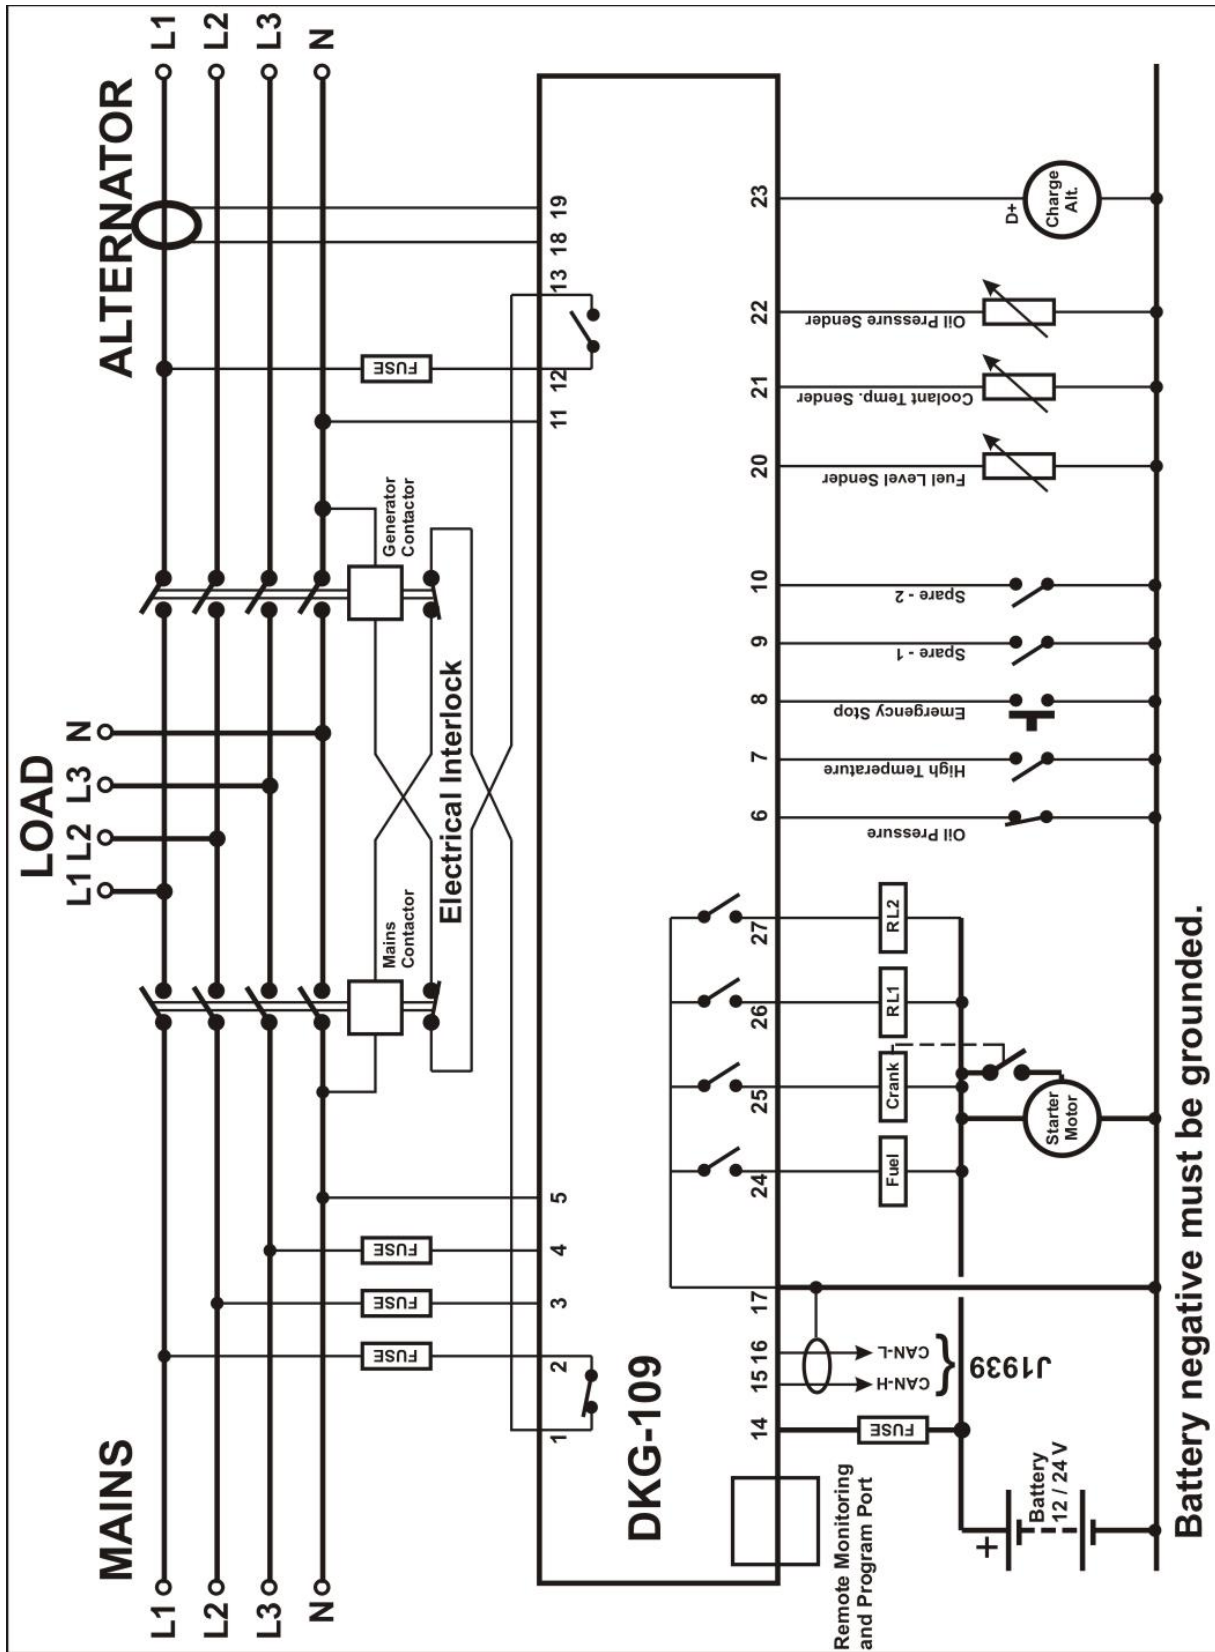 MAINS
LOAD
ALTERNATOR
L1
L2
L3
N
L1
L2
L3
N
L1
L2
L3
N
Mains
Contactor
Generator
Contactor
Electrical Interlock
FUSE
FUSE
FUSE
FUSE
1
2
3
4
5
11
12
13
18
19
DKG-109
Remote Monitoring
and Program Port
14
15
16
17
24
25
26
27
6
7
8
9
10
20
21
22
23
FUSE
CAN-H
CAN-L
J1939
Fuel
Crank
RL1
RL2
Oil Pressure
High Temperature
Emergency Stop
Spare - 1
Spare - 2
Fuel Level Sender
Coolant Temp. Sender
Oil Pressure Sender
D+
Charge
Alt.
Starter
Motor
+
Battery
12 / 24 V
Battery negative must be grounded.